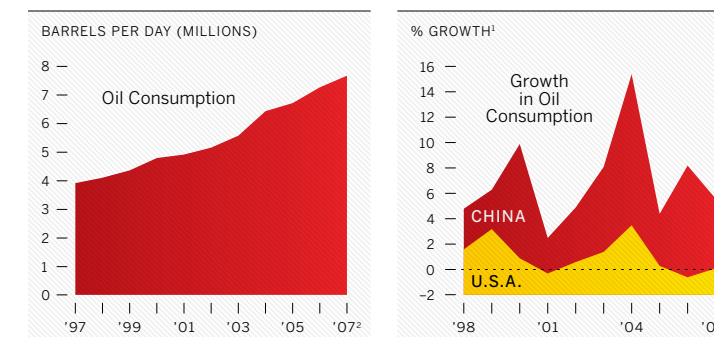 BARRELS PER DAY (MILLIONS)
8
7
6
5
4
3
2
1
0
Oil Consumption
’97 ’99 ’01 ’03 ’05 ’07²
% GROWTH¹
16
14
12
10
8
6
4
2
0
–2
Growth
in Oil
Consumption
CHINA
U.S.A.
’98 ’01 ’04